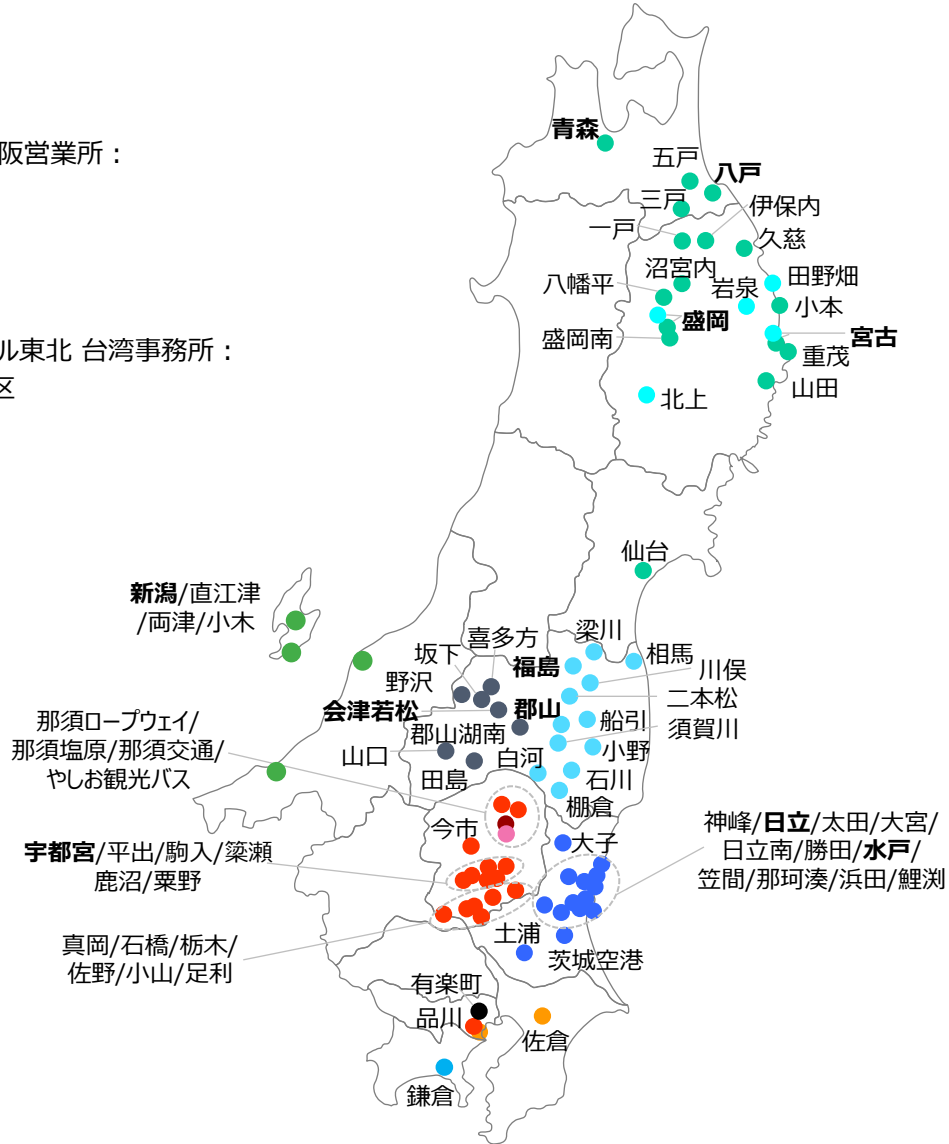 青森
阪営業所：
五戸
八戸
三戸
伊保内
一戸
久慈
沼宮内
田野畑
八幡平
岩泉
小本
盛岡
宮古
盛岡南
ル東北 台湾事務所：
重茂
区
山田
北上
仙台
新潟/直江津
/両津/小木
梁川
喜多方
坂下
相馬
福島
川俣
野沢
二本松
会津若松
郡山
船引
須賀川
那須ロープウェイ/
那須塩原/那須交通/
やしお観光バス
郡山湖南
小野
山口
白河
田島
石川
棚倉
今市
大子
神峰/日立/太田/大宮/
日立南/勝田/水戸/
笠間/那珂湊/浜田/鯉渕
宇都宮/平出/駒入/簗瀬
鹿沼/粟野
真岡/石橋/栃木/
佐野/小山/足利
土浦
茨城空港
有楽町
品川
佐倉
鎌倉